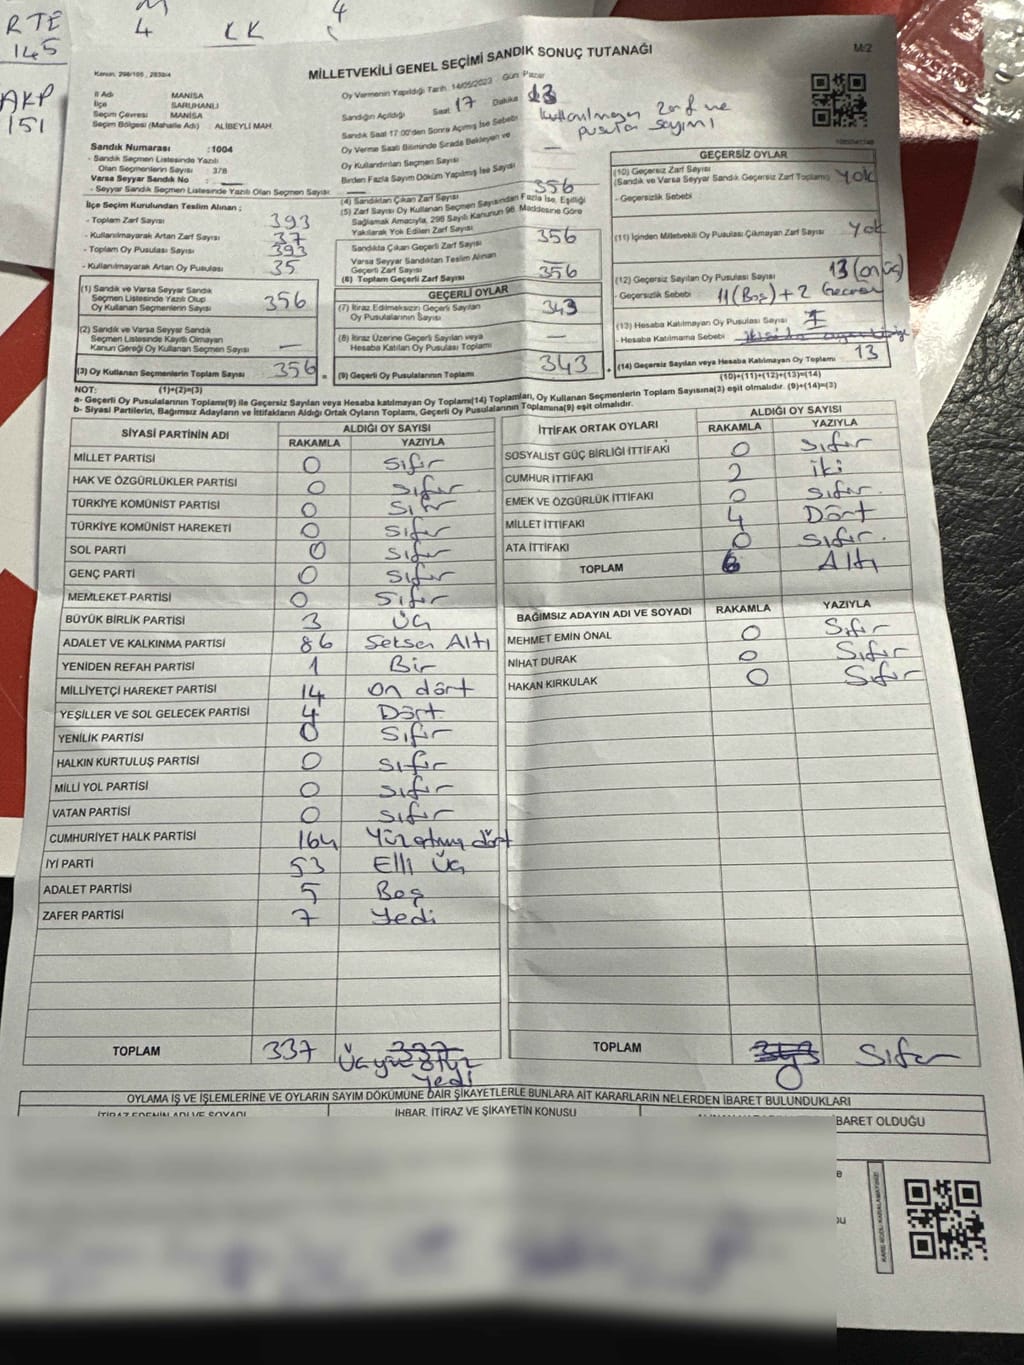 RTE
145
AKP
151
4
KK
4
MİLLETVEKİLİ GENEL SEÇİMİ SANDIK SONUÇ TUTANAĞI
M/2
İl Adı MANİSA
İlçe SARUHANLI
Seçim Çevresi MANİSA
Seçim Bölgesi (Mahalle Adı) : ALİBEYLİ MAH.
Sandık Numarası : 1004
- Sandık Seçmen Listesinde Yazılı
Olan Seçmenlerin Sayısı : 378
Varsa Seyyar Sandık No : —
- Seyyar Sandık Seçmen Listesinde Yazılı Olan Seçmen Sayısı: —
İlçe Seçim Kurulundan Teslim Alınan ;
- Toplam Zarf Sayısı 393
- Kullanılmayarak Artan Zarf Sayısı 37
- Toplam Oy Pusulası Sayısı 393
- Kullanılmayarak Artan Oy Pusulası 35
(1) Sandık ve Varsa Seyyar Sandık
Seçmen Listesinde Yazılı Olup
Oy Kullanan Seçmenlerin Sayısı 356
(2) Sandık ve Varsa Seyyar Sandık
Seçmen Listesinde Kayıtlı Olmayan
Kanun Gereği Oy Kullanan Seçmen Sayısı —
(3) Oy Kullanan Seçmenlerin Toplam Sayısı 356 =
Oy Vermenin Yapıldığı Tarih: 14/05/2023 Gün: Pazar
Sandığın Açıldığı Saat 17 Dakika 13
Sandık Saat 17:00'den Sonra Açılmış İse Sebebi Kullanılmayan zarf ve
pusula sayımı
Oy Verme Saati Bitiminde Sırada Bekleyen ve
Oy Kullandırılan Seçmen Sayısı —
Birden Fazla Sayım Döküm Yapılmış İse Sayısı
(4) Sandıktan Çıkan Zarf Sayısı 356
(5) Zarf Sayısı Oy Kullanan Seçmen Sayısından Fazla İse, Eşitliği
Sağlamak Amacıyla, 298 Sayılı Kanunun 98. Maddesine Göre
Yakılarak Yok Edilen Zarf Sayısı
Sandıkta Çıkan Geçerli Zarf Sayısı 356
Varsa Seyyar Sandıktan Teslim Alınan
Geçerli Zarf Sayısı —
(6) Toplam Geçerli Zarf Sayısı 356
GEÇERLİ OYLAR
(7) İtiraz Edilmeksizin Geçerli Sayılan
Oy Pusulalarının Sayısı 343
(8) İtiraz Üzerine Geçerli Sayılan veya
Hesaba Katılan Oy Pusulası Toplamı —
(9) Geçerli Oy Pusulalarının Toplamı 343 +
GEÇERSİZ OYLAR
(10) Geçersiz Zarf Sayısı
(Sandık ve Varsa Seyyar Sandık Geçersiz Zarf Toplamı) Yok
- Geçersizlik Sebebi
(11) İçinden Milletvekili Oy Pusulası Çıkmayan Zarf Sayısı Yok
(12) Geçersiz Sayılan Oy Pusulası Sayısı 13 (onüç)
- Geçersizlik Sebebi 11 (Boş) + 2
(13) Hesaba Katılmayan Oy Pusulası Sayısı
- Hesaba Katılmama Sebebi
(14) Geçersiz Sayılan veya Hesaba Katılmayan Oy Toplamı 13
(10)+(11)+(12)+(13)=(14)
NOT: (1)+(2)=(3)
a- Geçerli Oy Pusulalarının Toplamı(9) ile Geçersiz Sayılan veya Hesaba katılmayan Oy Toplamı(14) Toplamları, Oy Kullanan Seçmenlerin Toplam Sayısına(3) eşit olmalıdır. (9)+(14)=(3)
b- Siyasi Partilerin, Bağımsız Adayların ve İttifakların Aldığı Ortak Oyların Toplamı, Geçerli Oy Pusulalarının Toplamına(9) eşit olmalıdır.
SİYASİ PARTİNİN ADI ALDIĞI OY SAYISI
RAKAMLA YAZIYLA
MİLLET PARTİSİ 0 Sıfır
HAK VE ÖZGÜRLÜKLER PARTİSİ 0 Sıfır
TÜRKİYE KOMÜNİST PARTİSİ 0 Sıfır
TÜRKİYE KOMÜNİST HAREKETİ 0 Sıfır
SOL PARTİ 0 Sıfır
GENÇ PARTİ 0 Sıfır
MEMLEKET PARTİSİ 0 Sıfır
BÜYÜK BİRLİK PARTİSİ 3 Üç
ADALET VE KALKINMA PARTİSİ 86 Seksen Altı
YENİDEN REFAH PARTİSİ 1 Bir
MİLLİYETÇİ HAREKET PARTİSİ 14 On dört
YEŞİLLER VE SOL GELECEK PARTİSİ 4 Dört
YENİLİK PARTİSİ 0 Sıfır
HALKIN KURTULUŞ PARTİSİ 0 Sıfır
MİLLİ YOL PARTİSİ 0 Sıfır
VATAN PARTİSİ 0 Sıfır
CUMHURİYET HALK PARTİSİ 164 Yüzatmış dört
İYİ PARTİ 53 Elli Üç
ADALET PARTİSİ 5 Beş
ZAFER PARTİSİ 7 Yedi
TOPLAM 337 337
Üçyüz Otuz
Yedi
İTTİFAK ORTAK OYLARI ALDIĞI OY SAYISI
RAKAMLA YAZIYLA
SOSYALİST GÜÇ BİRLİĞİ İTTİFAKI 0 Sıfır
CUMHUR İTTİFAKI 2 iki
EMEK VE ÖZGÜRLÜK İTTİFAKI 0 Sıfır
MİLLET İTTİFAKI 4 Dört
ATA İTTİFAKI 0 Sıfır.
TOPLAM 6 Altı
BAĞIMSIZ ADAYIN ADI VE SOYADI RAKAMLA YAZIYLA
MEHMET EMİN ÖNAL 0 Sıfır
NİHAT DURAK 0 Sıfır
HAKAN KIRKULAK 0 Sıfır
TOPLAM 343 Sıfır
0
OYLAMA İŞ VE İŞLEMLERİNE VE OYLARIN SAYIM DÖKÜMÜNE DAİR ŞİKAYETLERLE BUNLARA AİT KARARLARIN NELERDEN İBARET BULUNDUKLARI
İTİRAZ EDENİN ADI VE SOYADI
İHBAR, İTİRAZ VE ŞİKAYETİN KONUSU
BARET OLDUĞU